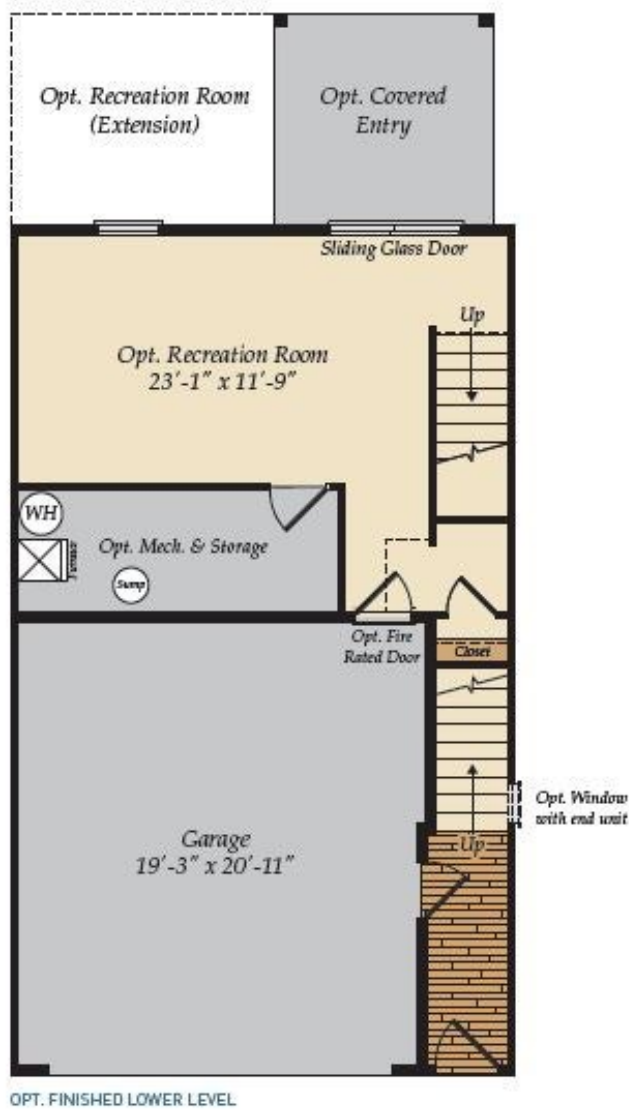 Opt. Recreation Room
(Extension)
Opt. Covered
Entry
Sliding Glass Door
Up
Opt. Recreation Room
23'-1" x 11'-9"
WH
Opt. Mech. & Storage
Furnace
Sump
Opt. Fire
Rated Door
Closet
Opt. Window
with end unit
Up
Garage
19'-3" x 20'-11"
OPT. FINISHED LOWER LEVEL